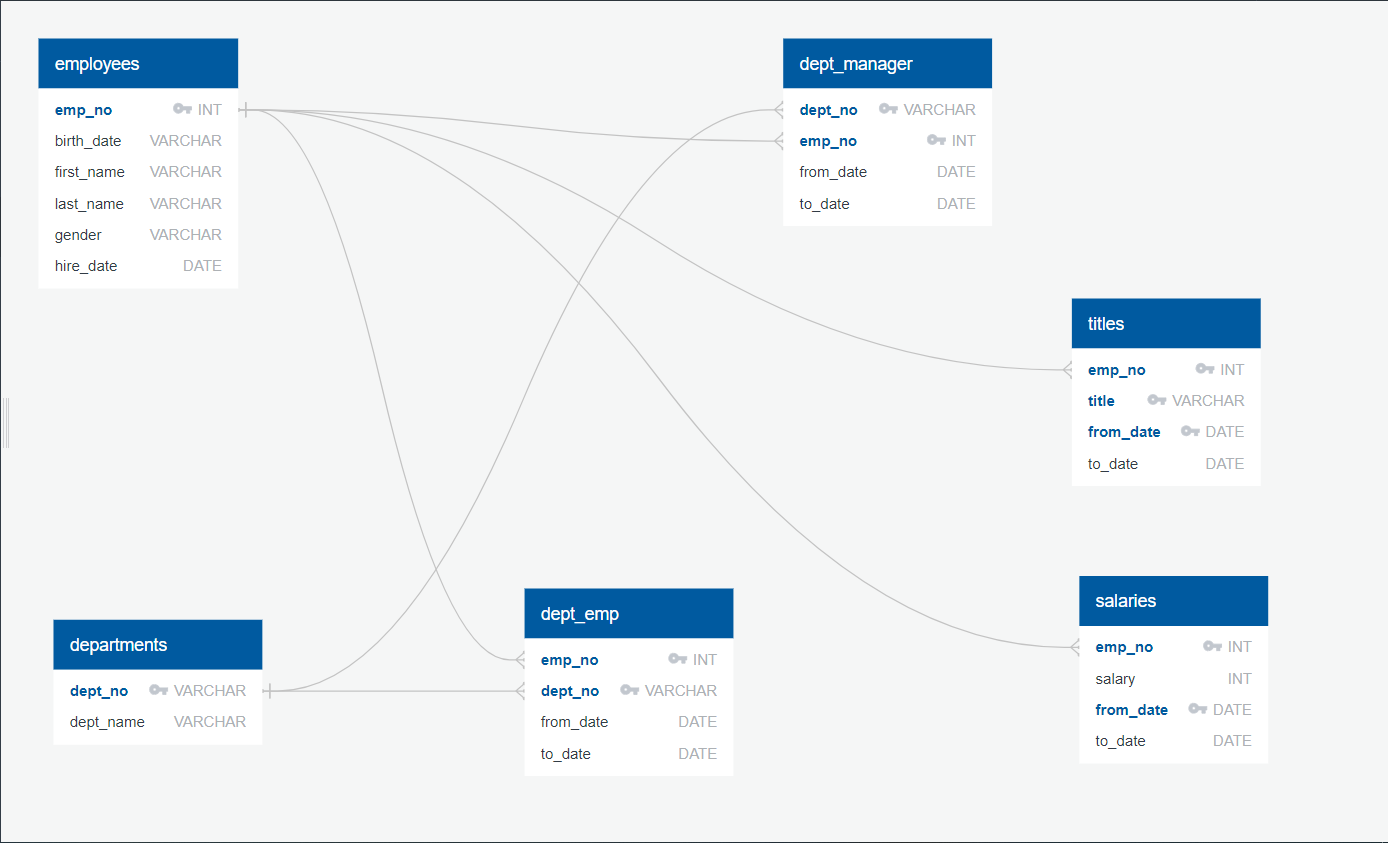 employees
emp_no INT
birth_date VARCHAR
first_name VARCHAR
last_name VARCHAR
gender VARCHAR
hire_date DATE
dept_manager
dept_no VARCHAR
emp_no INT
from_date DATE
to_date DATE
titles
emp_no INT
title VARCHAR
from_date DATE
to_date DATE
departments
dept_no VARCHAR
dept_name VARCHAR
dept_emp
emp_no INT
dept_no VARCHAR
from_date DATE
to_date DATE
salaries
emp_no INT
salary INT
from_date DATE
to_date DATE